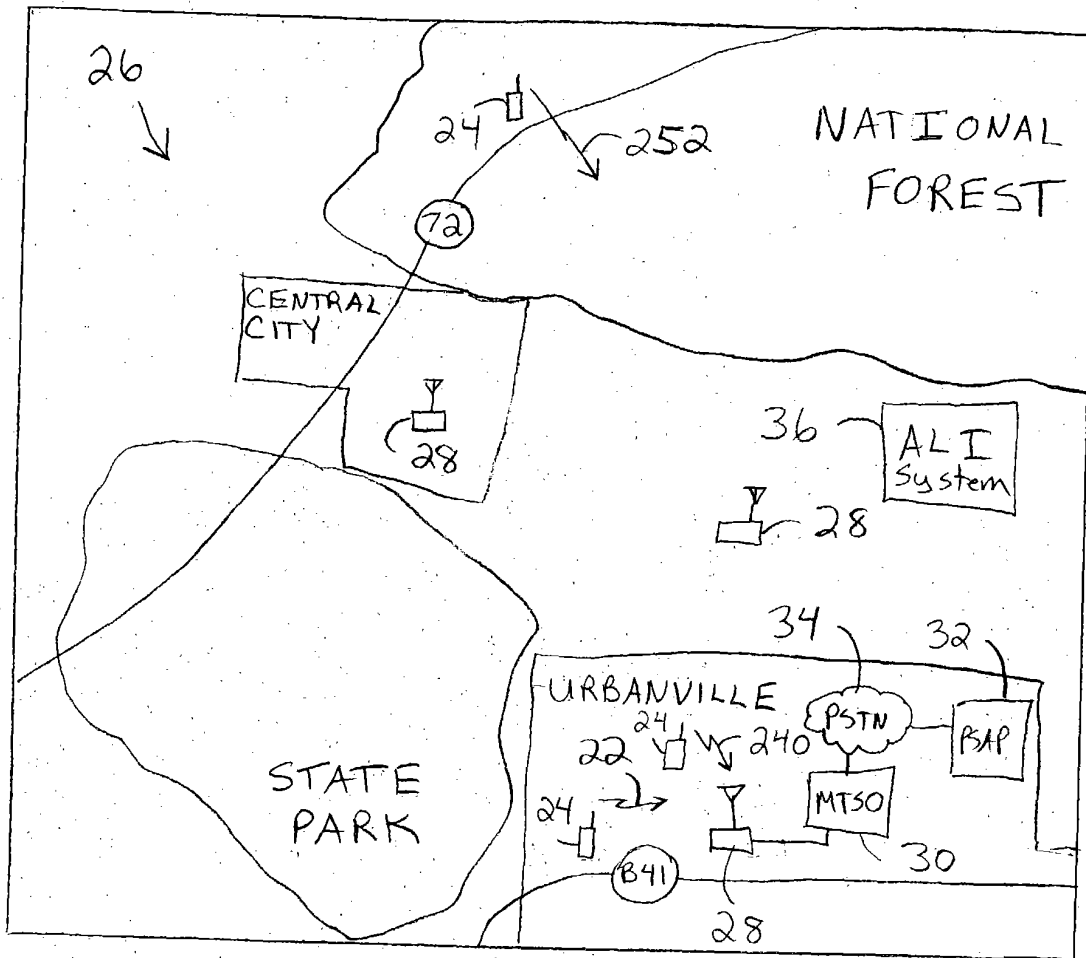 26
24
252
NATIONAL
FOREST
72
CENTRAL
CITY
28
36
ALI
System
28
34
32
URBANVILLE
PSTN
PSAP
24
240
22
MTSO
24
30
STATE
PARK
B41
28